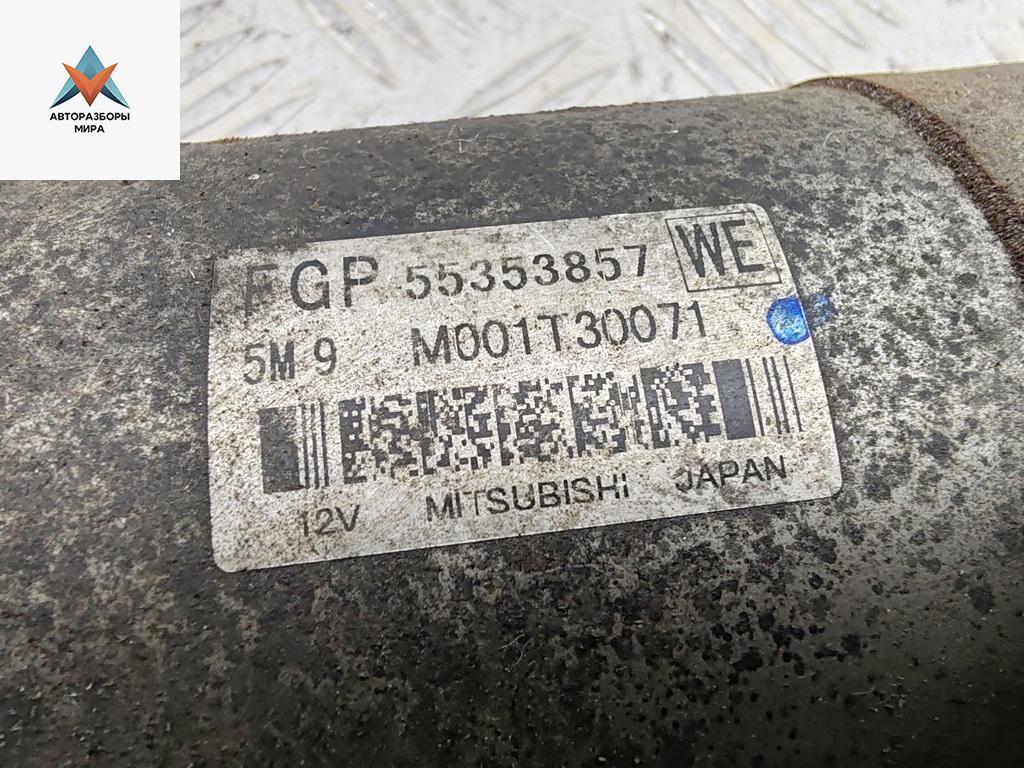 АВТОРАЗБОРЫ
МИРА
FGP 55353857 WE
5M 9 M001T30071
12V MITSUBISHI JAPAN